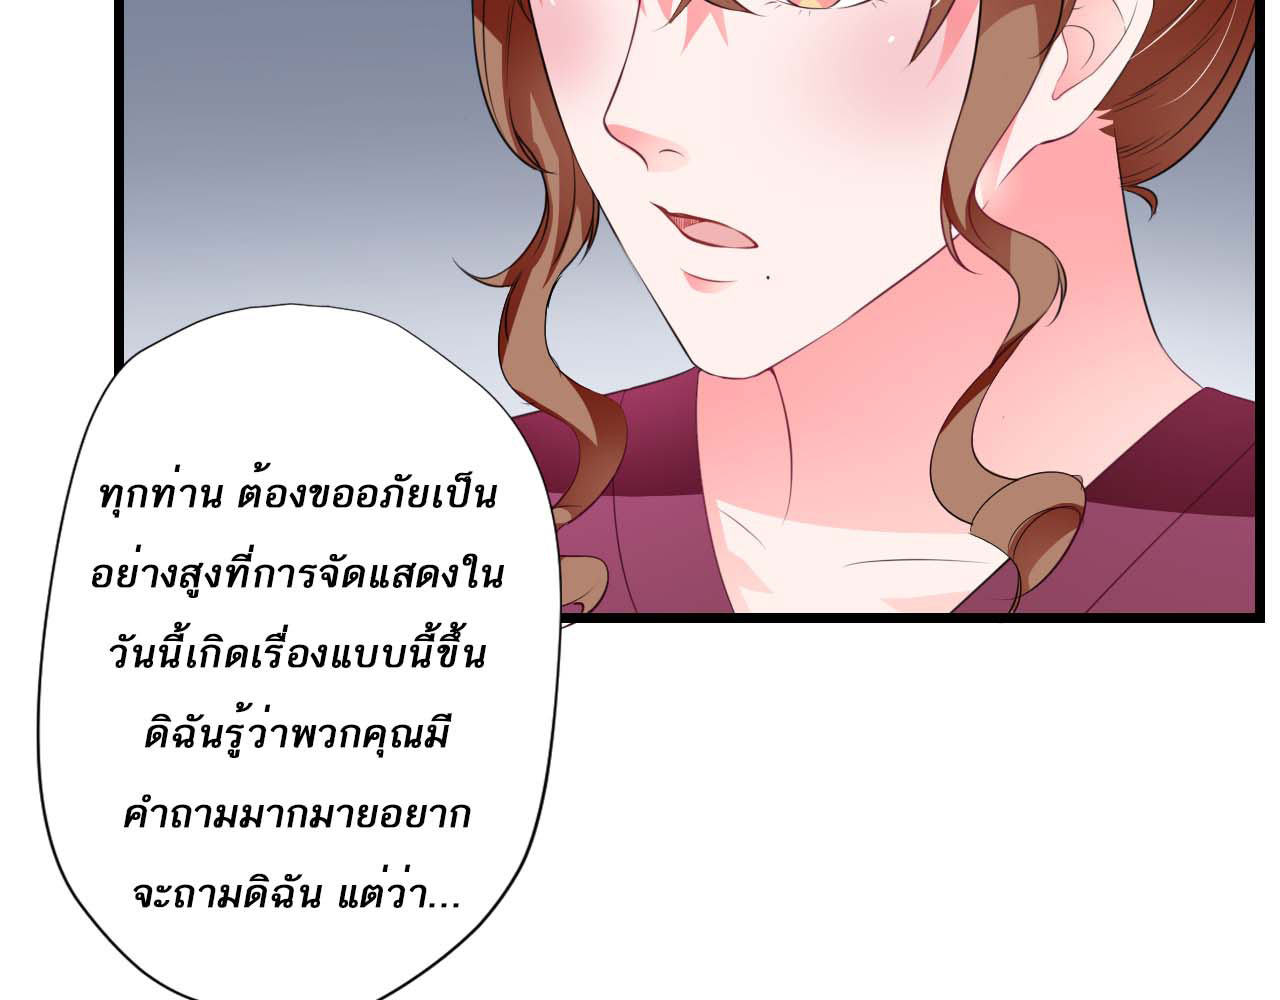 ทุกท่าน ต้องขออภัยเป็น
อย่างสูงที่การจัดแสดงใน
วันนี้เกิดเรื่องแบบนี้ขึ้น
ดิฉันรู้ว่าพวกคุณมี
คำถามมากมายอยาก
จะถามดิฉัน แต่ว่า...